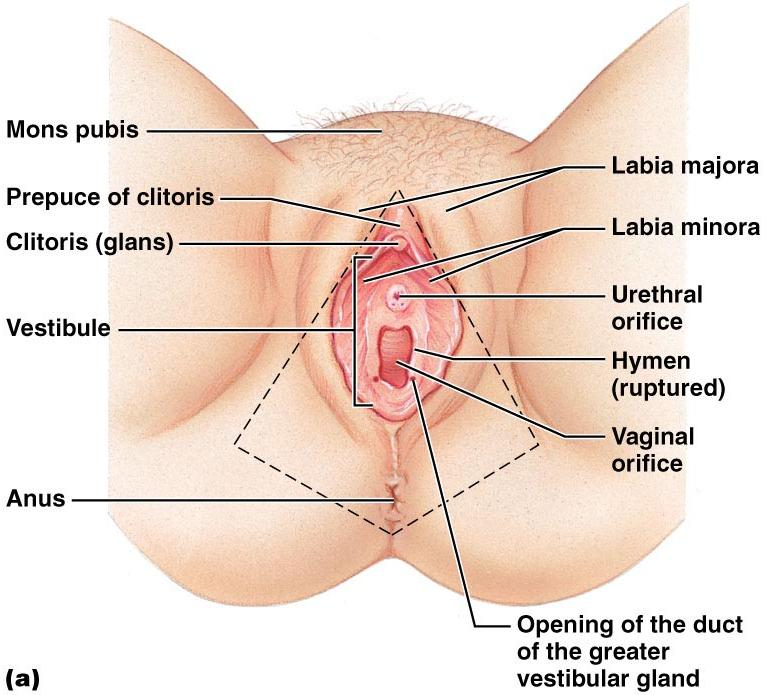 Mons pubis
Prepuce of clitoris
Clitoris (glans)
Vestibule
Anus
Labia majora
Labia minora
Urethral
orifice
Hymen
(ruptured)
Vaginal
orifice
Opening of the duct
of the greater
vestibular gland
(a)